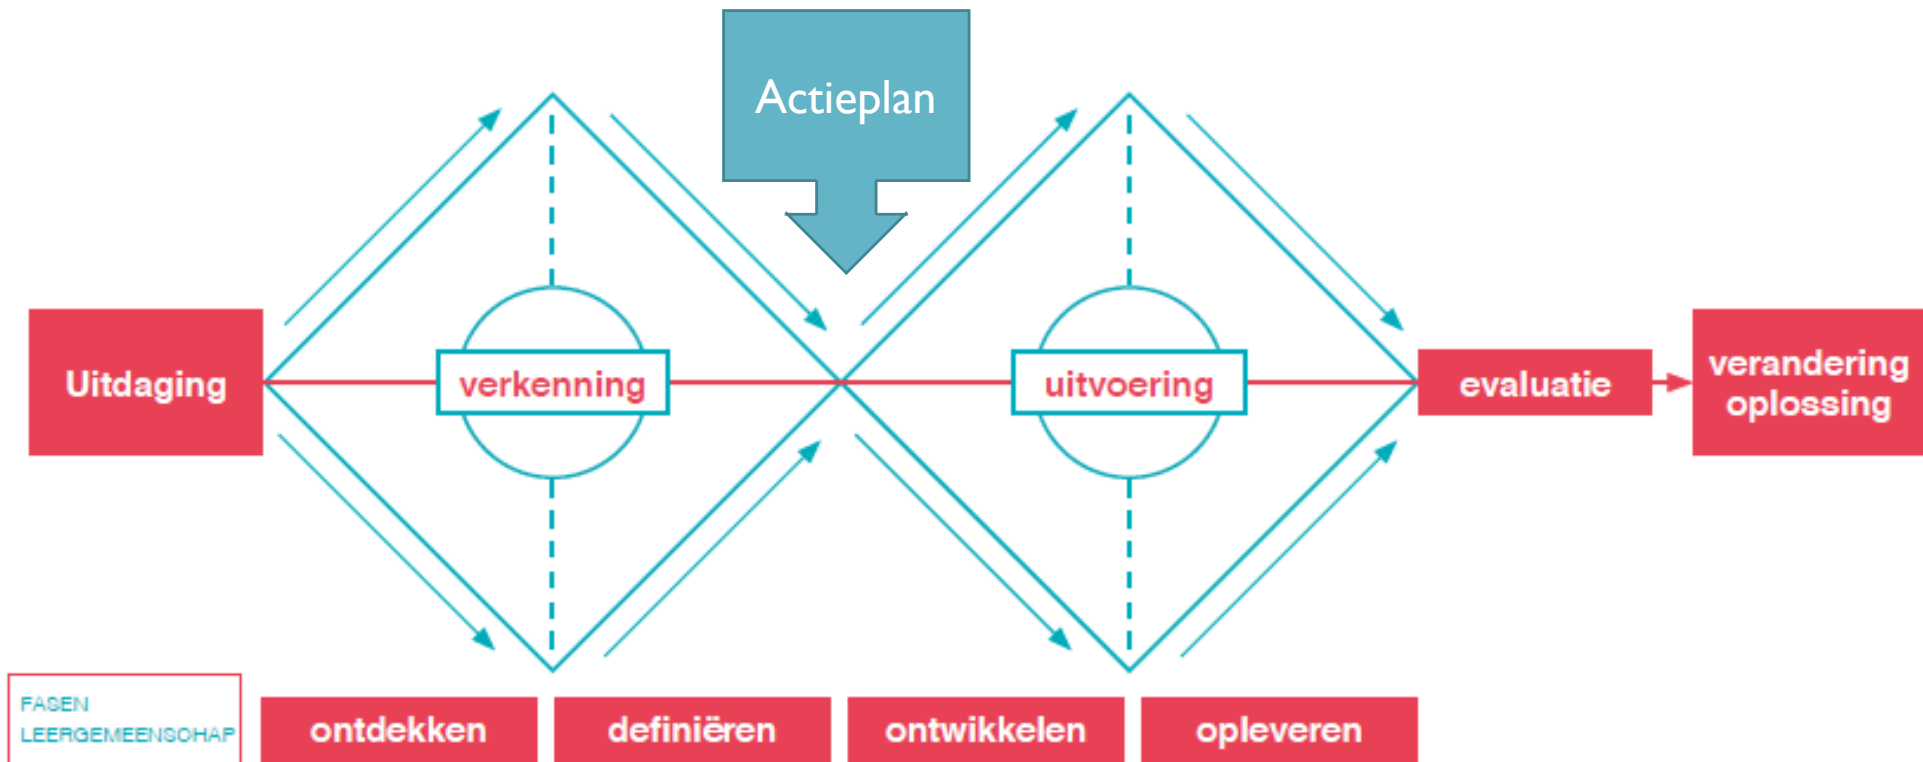 Actieplan
Uitdaging
verkenning
uitvoering
evaluatie
verandering
oplossing
FASEN
LEERGEMEENSCHAP
ontdekken
definiëren
ontwikkelen
opleveren